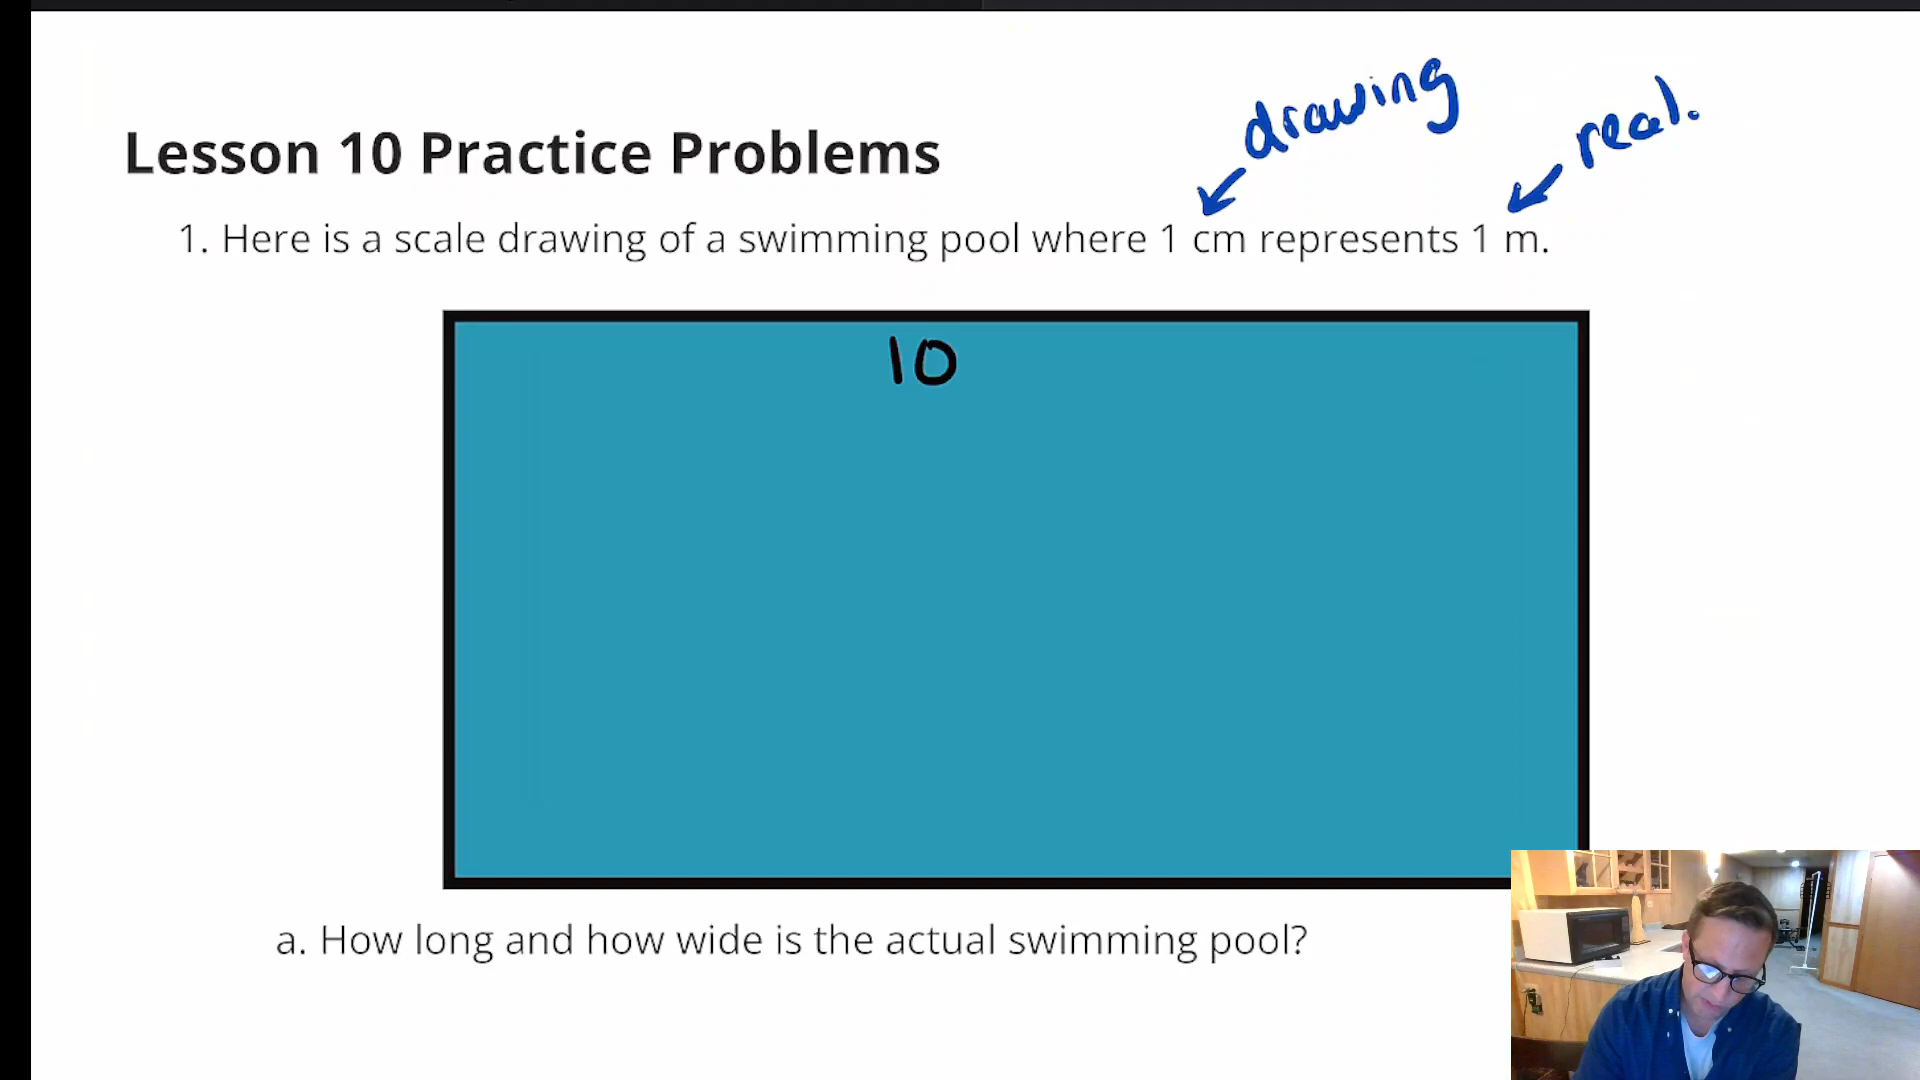 drawing
real.
Lesson 10 Practice Problems
1. Here is a scale drawing of a swimming pool where 1 cm represents 1 m.
10
a. How long and how wide is the actual swimming pool?